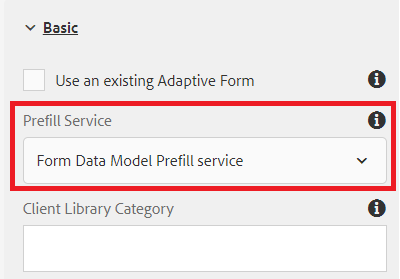 Basic
Use an existing Adaptive Form
Prefill Service
Form Data Model Prefill service
Client Library Category